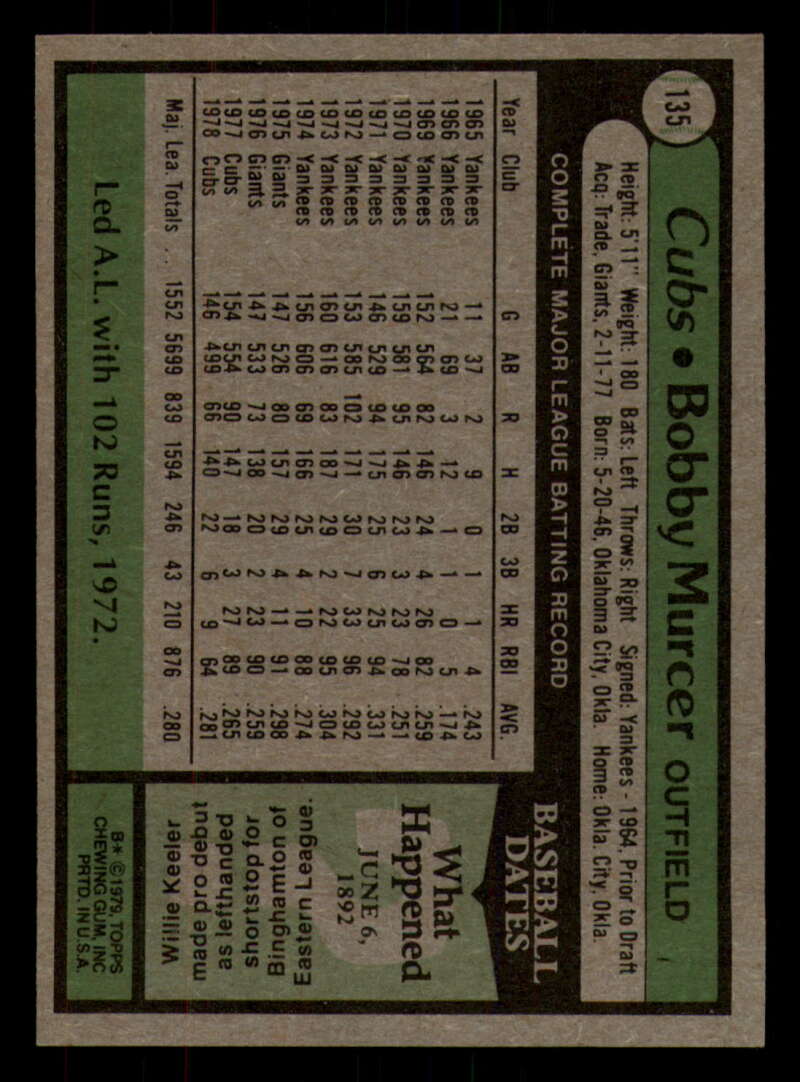 135
Cubs • Bobby Murcer OUTFIELD
Height: 5'11" Weight: 180 Bats: Left Throws: Right Signed: Yankees - 1964, Prior to Draft
Acq: Trade, Giants, 2-11-77 Born: 5-20-46, Oklahoma City, Okla. Home: Okla. City, Okla.
COMPLETE MAJOR LEAGUE BATTING RECORD
Year Club G AB R H 2B 3B HR RBI AVG.
1965 Yankees 11 37 2 9 0 1 1 4 .243
1966 Yankees 21 69 3 12 1 1 0 5 .174
1969 Yankees 152 564 82 146 24 4 26 82 .259
1970 Yankees 159 581 95 146 23 3 23 78 .251
1971 Yankees 146 529 94 175 25 6 25 94 .331
1972 Yankees 153 585 102 171 30 7 33 96 .292
1973 Yankees 160 616 83 187 29 2 22 95 .304
1974 Yankees 156 606 69 166 25 4 10 88 .274
1975 Giants 147 526 80 157 29 4 11 91 .298
1976 Giants 147 533 73 138 20 2 23 90 .259
1977 Cubs 154 554 90 147 18 3 27 89 .265
1978 Cubs 146 499 66 140 22 6 9 64 .281
Maj. Lea. Totals . . 1552 5699 839 1594 246 43 210 876 .280
Led A.L. with 102 Runs, 1972.
BASEBALL
DATES
What
Happened
JUNE 6,
1892
Willie Keeler
made pro debut
as lefthanded
shortstop for
Binghamton of
Eastern League.
B* ©1979, TOPPS
CHEWING GUM, INC
PRTD. IN U.S.A.